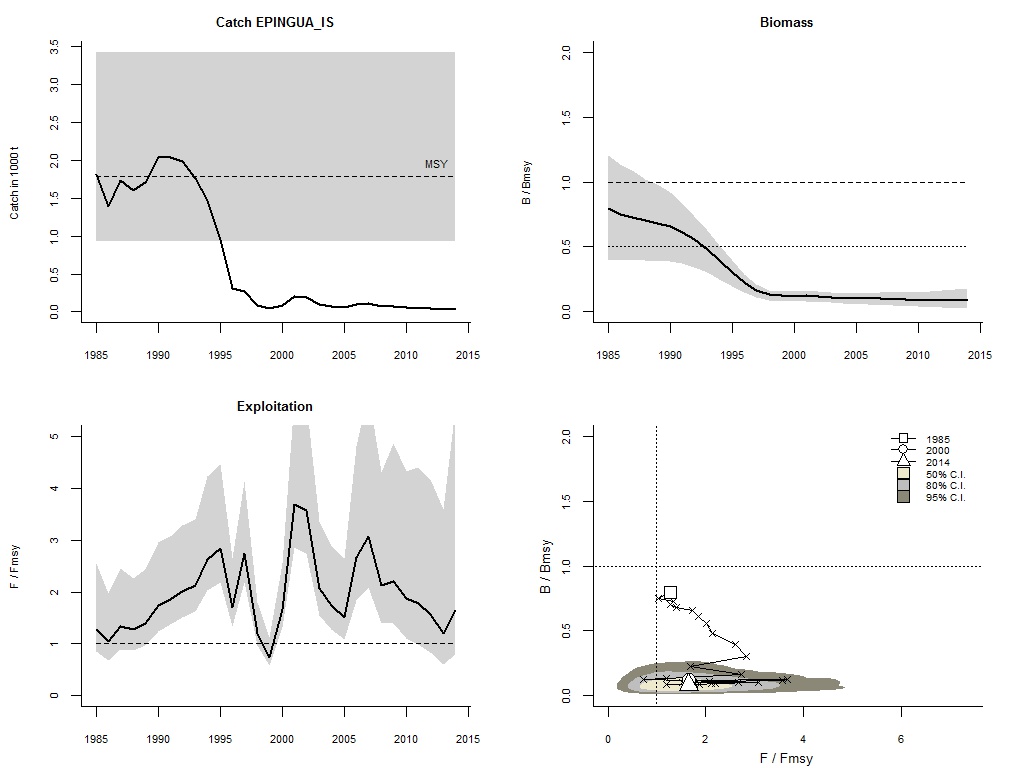 Catch EPINGUA_IS
Catch in 1000 t
3.5
3.0
2.5
2.0
1.5
1.0
0.5
0.0
MSY
1985 1990 1995 2000 2005 2010 2015
Biomass
B / Bmsy
2.0
1.5
1.0
0.5
0.0
1985 1990 1995 2000 2005 2010 2015
Exploitation
F / Fmsy
5
4
3
2
1
0
1985 1990 1995 2000 2005 2010 2015
B / Bmsy
2.0
1.5
1.0
0.5
0.0
1985
2000
2014
50% C.I.
80% C.I.
95% C.I.
0 2 4 6
F / Fmsy